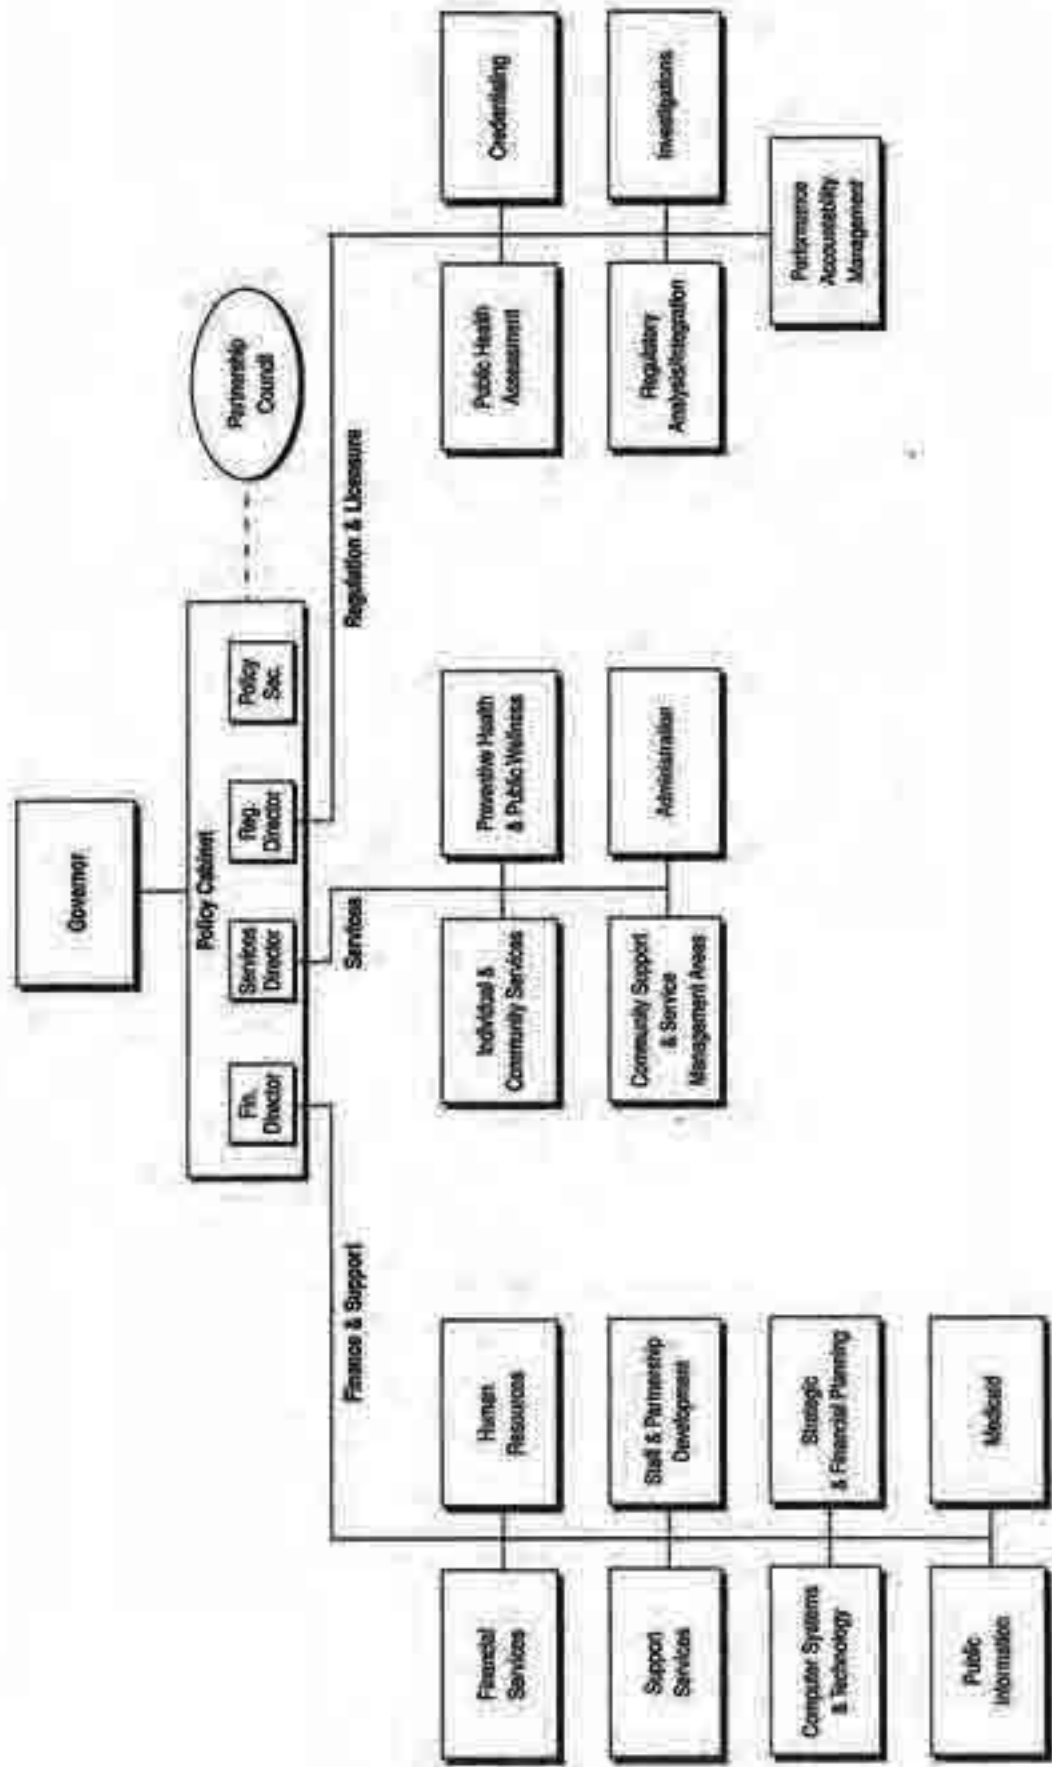 Governor
Policy Cabinet
Fin.
Director
Services
Director
Reg.
Director
Policy
Sec.
Partnership
Council
Finance & Support
Services
Regulation & Licensure
Financial
Services
Human
Resources
Support
Services
Staff & Partnership
Development
Computer Systems
& Technology
Strategic
& Financial Planning
Public
Information
Medicaid
Individual &
Community Services
Preventive Health
& Public Wellness
Community Support
& Service
Management Areas
Administration
Public Health
Assessment
Credentialing
Regulatory
Analysis/Integration
Investigations
Performance
Accountability
Management